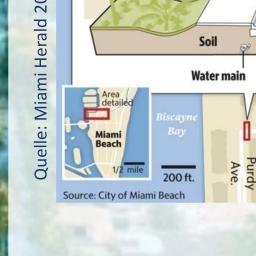 Quelle: Miami Herald 20
Soil
Water main
Area
detailed
Miami
Beach
1/2 mile
Biscayne
Bay
200 ft.
Purdy
Ave.
Source: City of Miami Beach